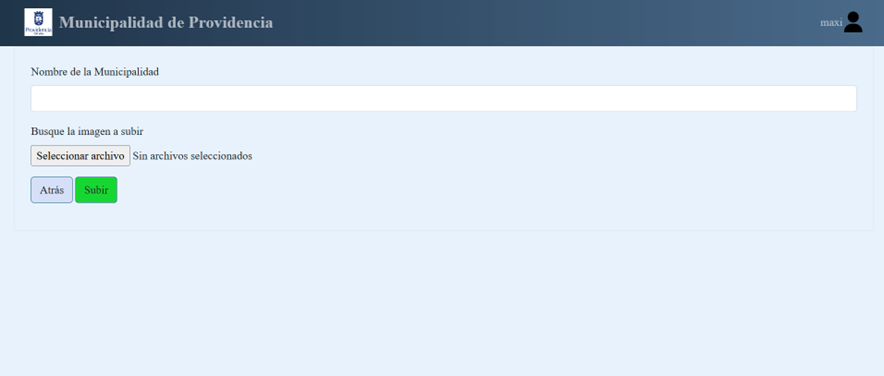 Providencia
Municipalidad de Providencia
maxi
Nombre de la Municipalidad
Busque la imagen a subir
Seleccionar archivo Sin archivos seleccionados
Atrás Subir